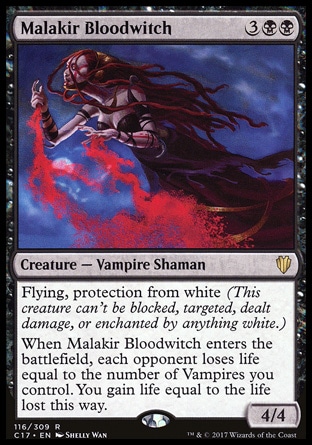 Malakir Bloodwitch 3
Creature — Vampire Shaman
Flying, protection from white (This
creature can't be blocked, targeted, dealt
damage, or enchanted by anything white.)
When Malakir Bloodwitch enters the
battlefield, each opponent loses life
equal to the number of Vampires you
control. You gain life equal to the life
lost this way.
4/4
116/309 R
C17 • EN Shelly Wan
™ & © 2017 Wizards of the Coast